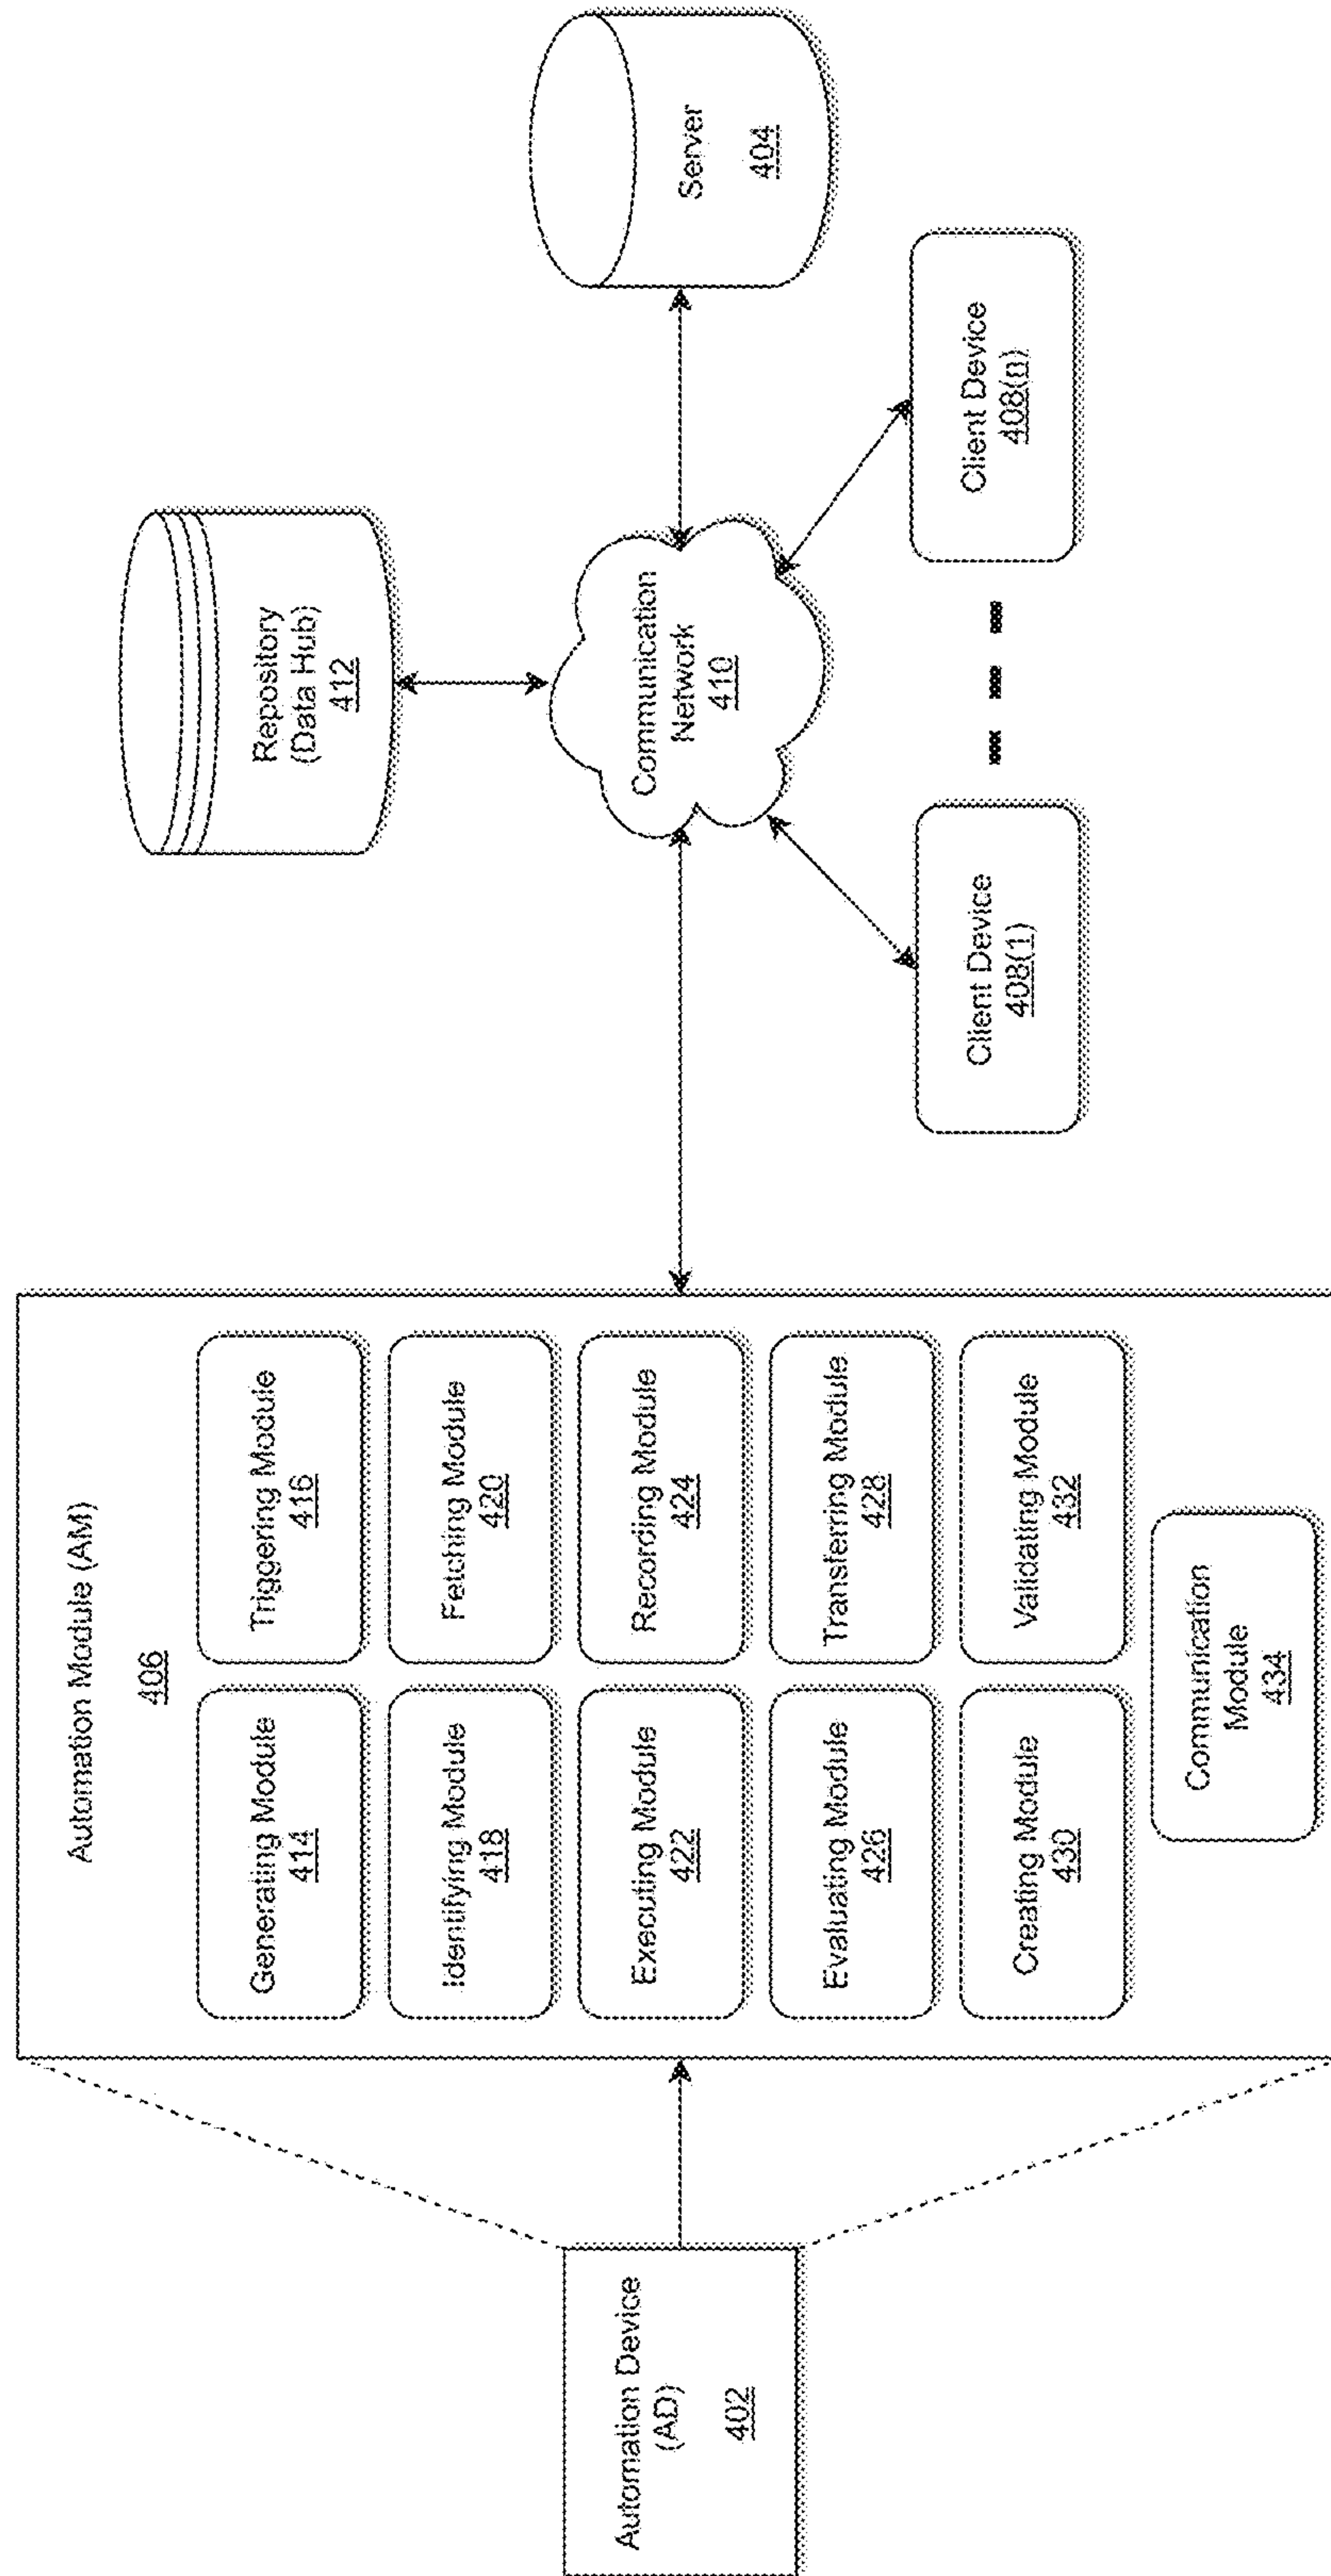 Automation Device
(AD)
402
Automation Module (AM)
406
Generating Module
414
Triggering Module
416
Identifying Module
418
Fetching Module
420
Executing Module
422
Recording Module
424
Evaluating Module
426
Transferring Module
428
Creating Module
430
Validating Module
432
Communication
Module
434
Repository
(Data Hub)
412
Communication
Network
410
Server
404
Client Device
408(1)
Client Device
408(n)